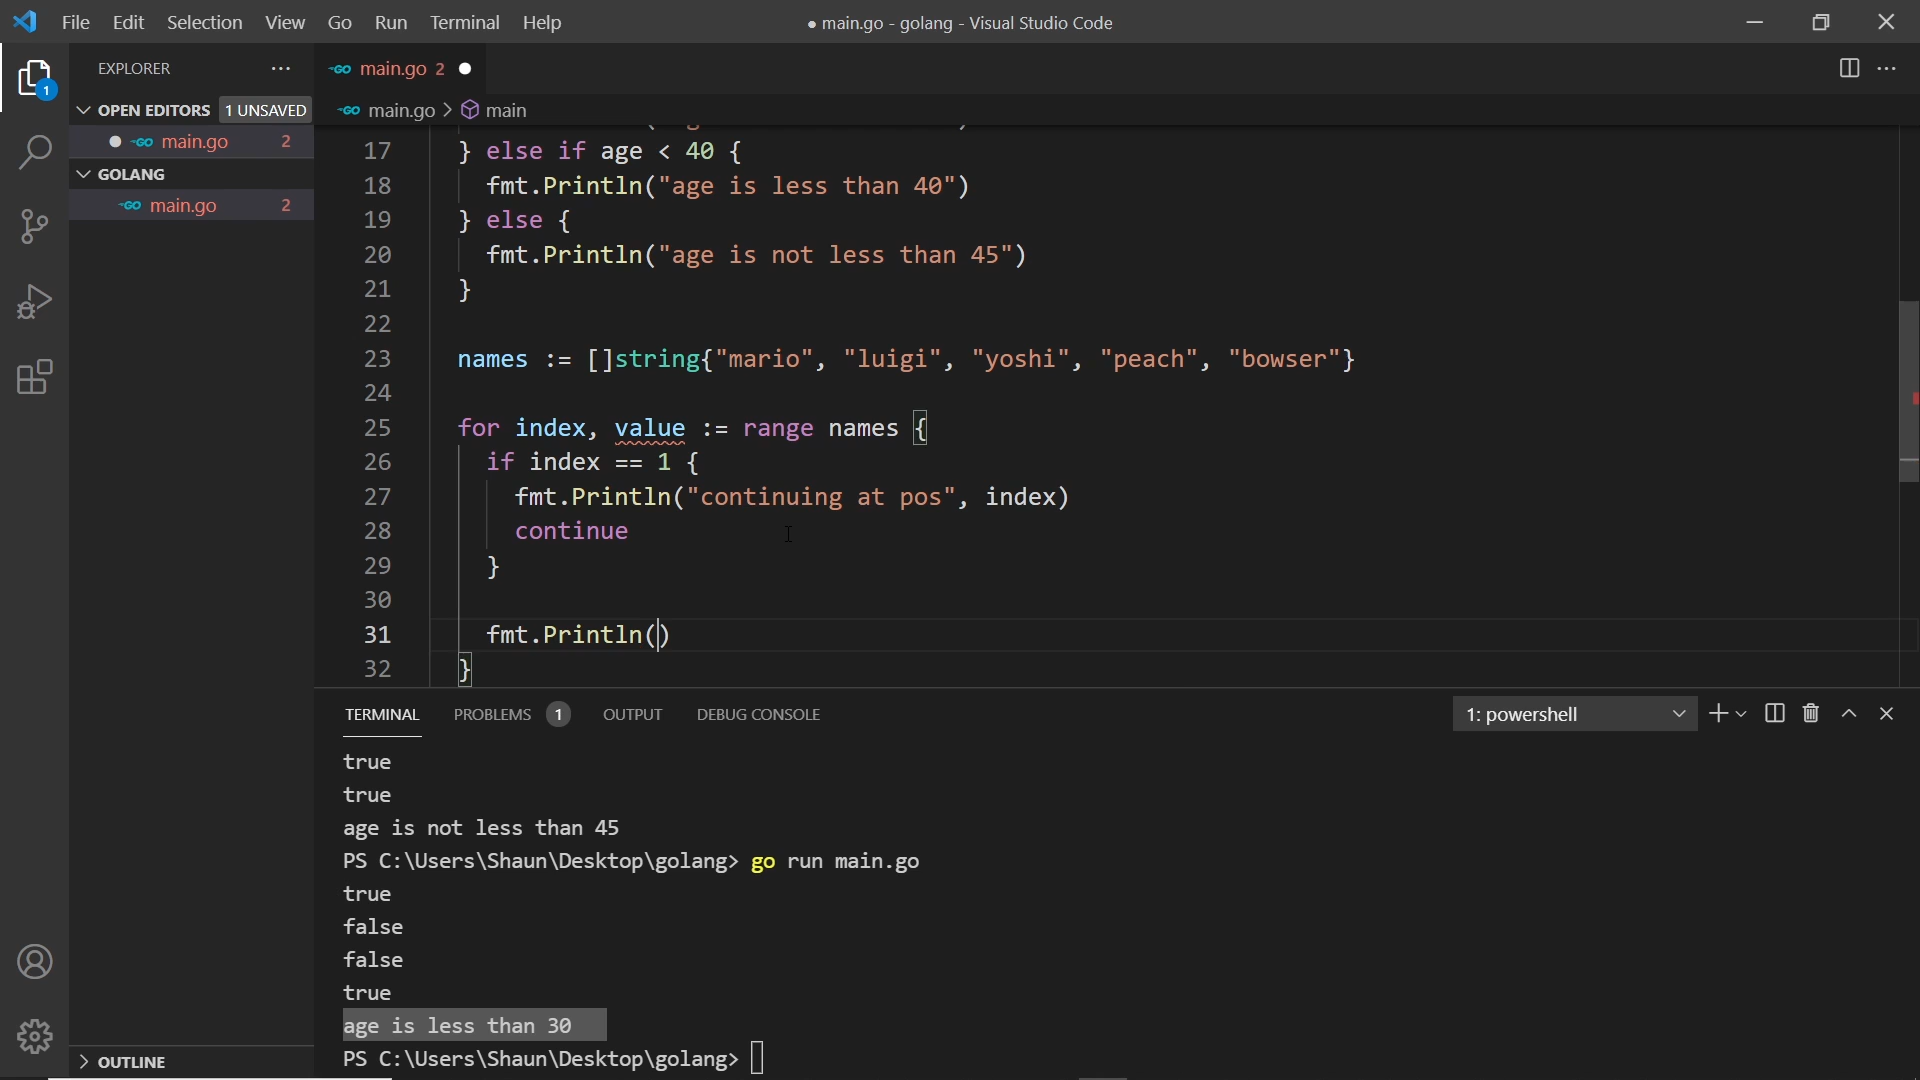 File Edit Selection View Go Run Terminal Help
● main.go - golang - Visual Studio Code
EXPLORER
OPEN EDITORS 1 UNSAVED
main.go 2
GOLANG
main.go 2
OUTLINE
1
GO main.go 2
GO main.go > main
17 } else if age < 40 {
18 fmt.Println("age is less than 40")
19 } else {
20 fmt.Println("age is not less than 45")
21 }
22
23 names := []string{"mario", "luigi", "yoshi", "peach", "bowser"}
24
25 for index, value := range names {
26 if index == 1 {
27 fmt.Println("continuing at pos", index)
28 continue
29 }
30
31 fmt.Println()
32 }
TERMINAL PROBLEMS 1 OUTPUT DEBUG CONSOLE
1: powershell
true
true
age is not less than 45
PS C:\Users\Shaun\Desktop\golang> go run main.go
true
false
false
true
age is less than 30
PS C:\Users\Shaun\Desktop\golang>